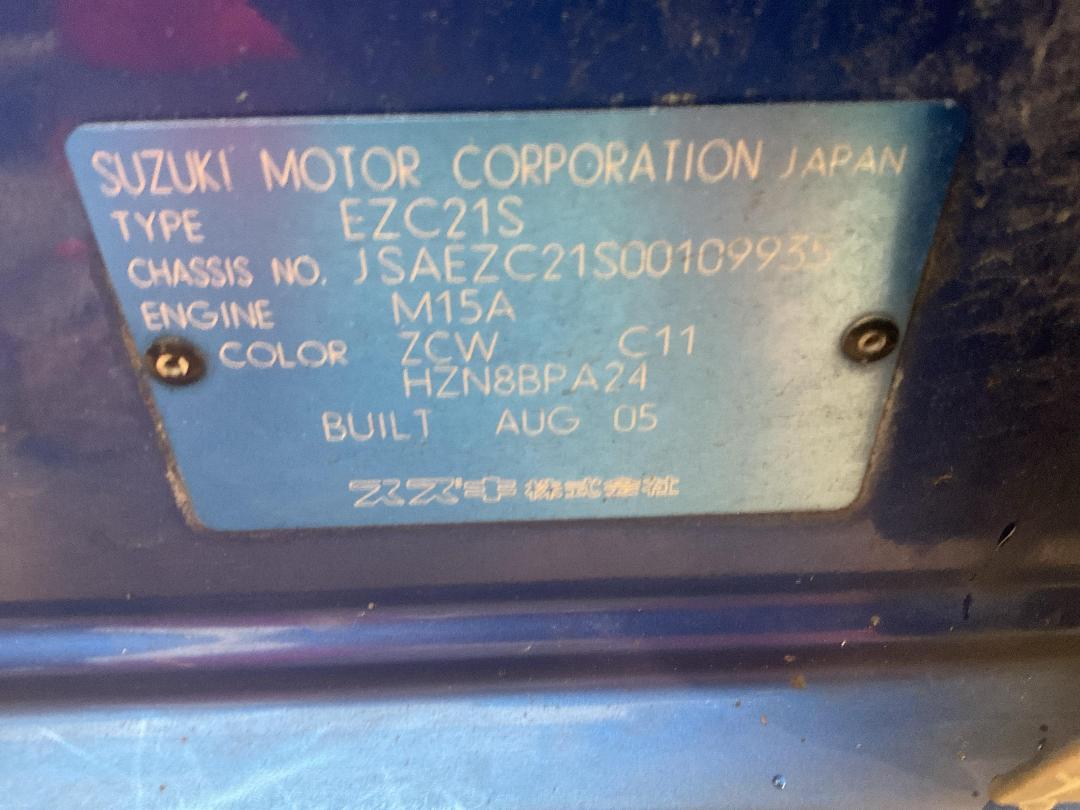 SUZUKI MOTOR CORPORATION JAPAN
TYPE EZC21S
CHASSIS NO. JSAEZC21S00109935
ENGINE M15A
COLOR ZCW C11
HZN8BPA24
BUILT AUG 05
スズキ株式会社